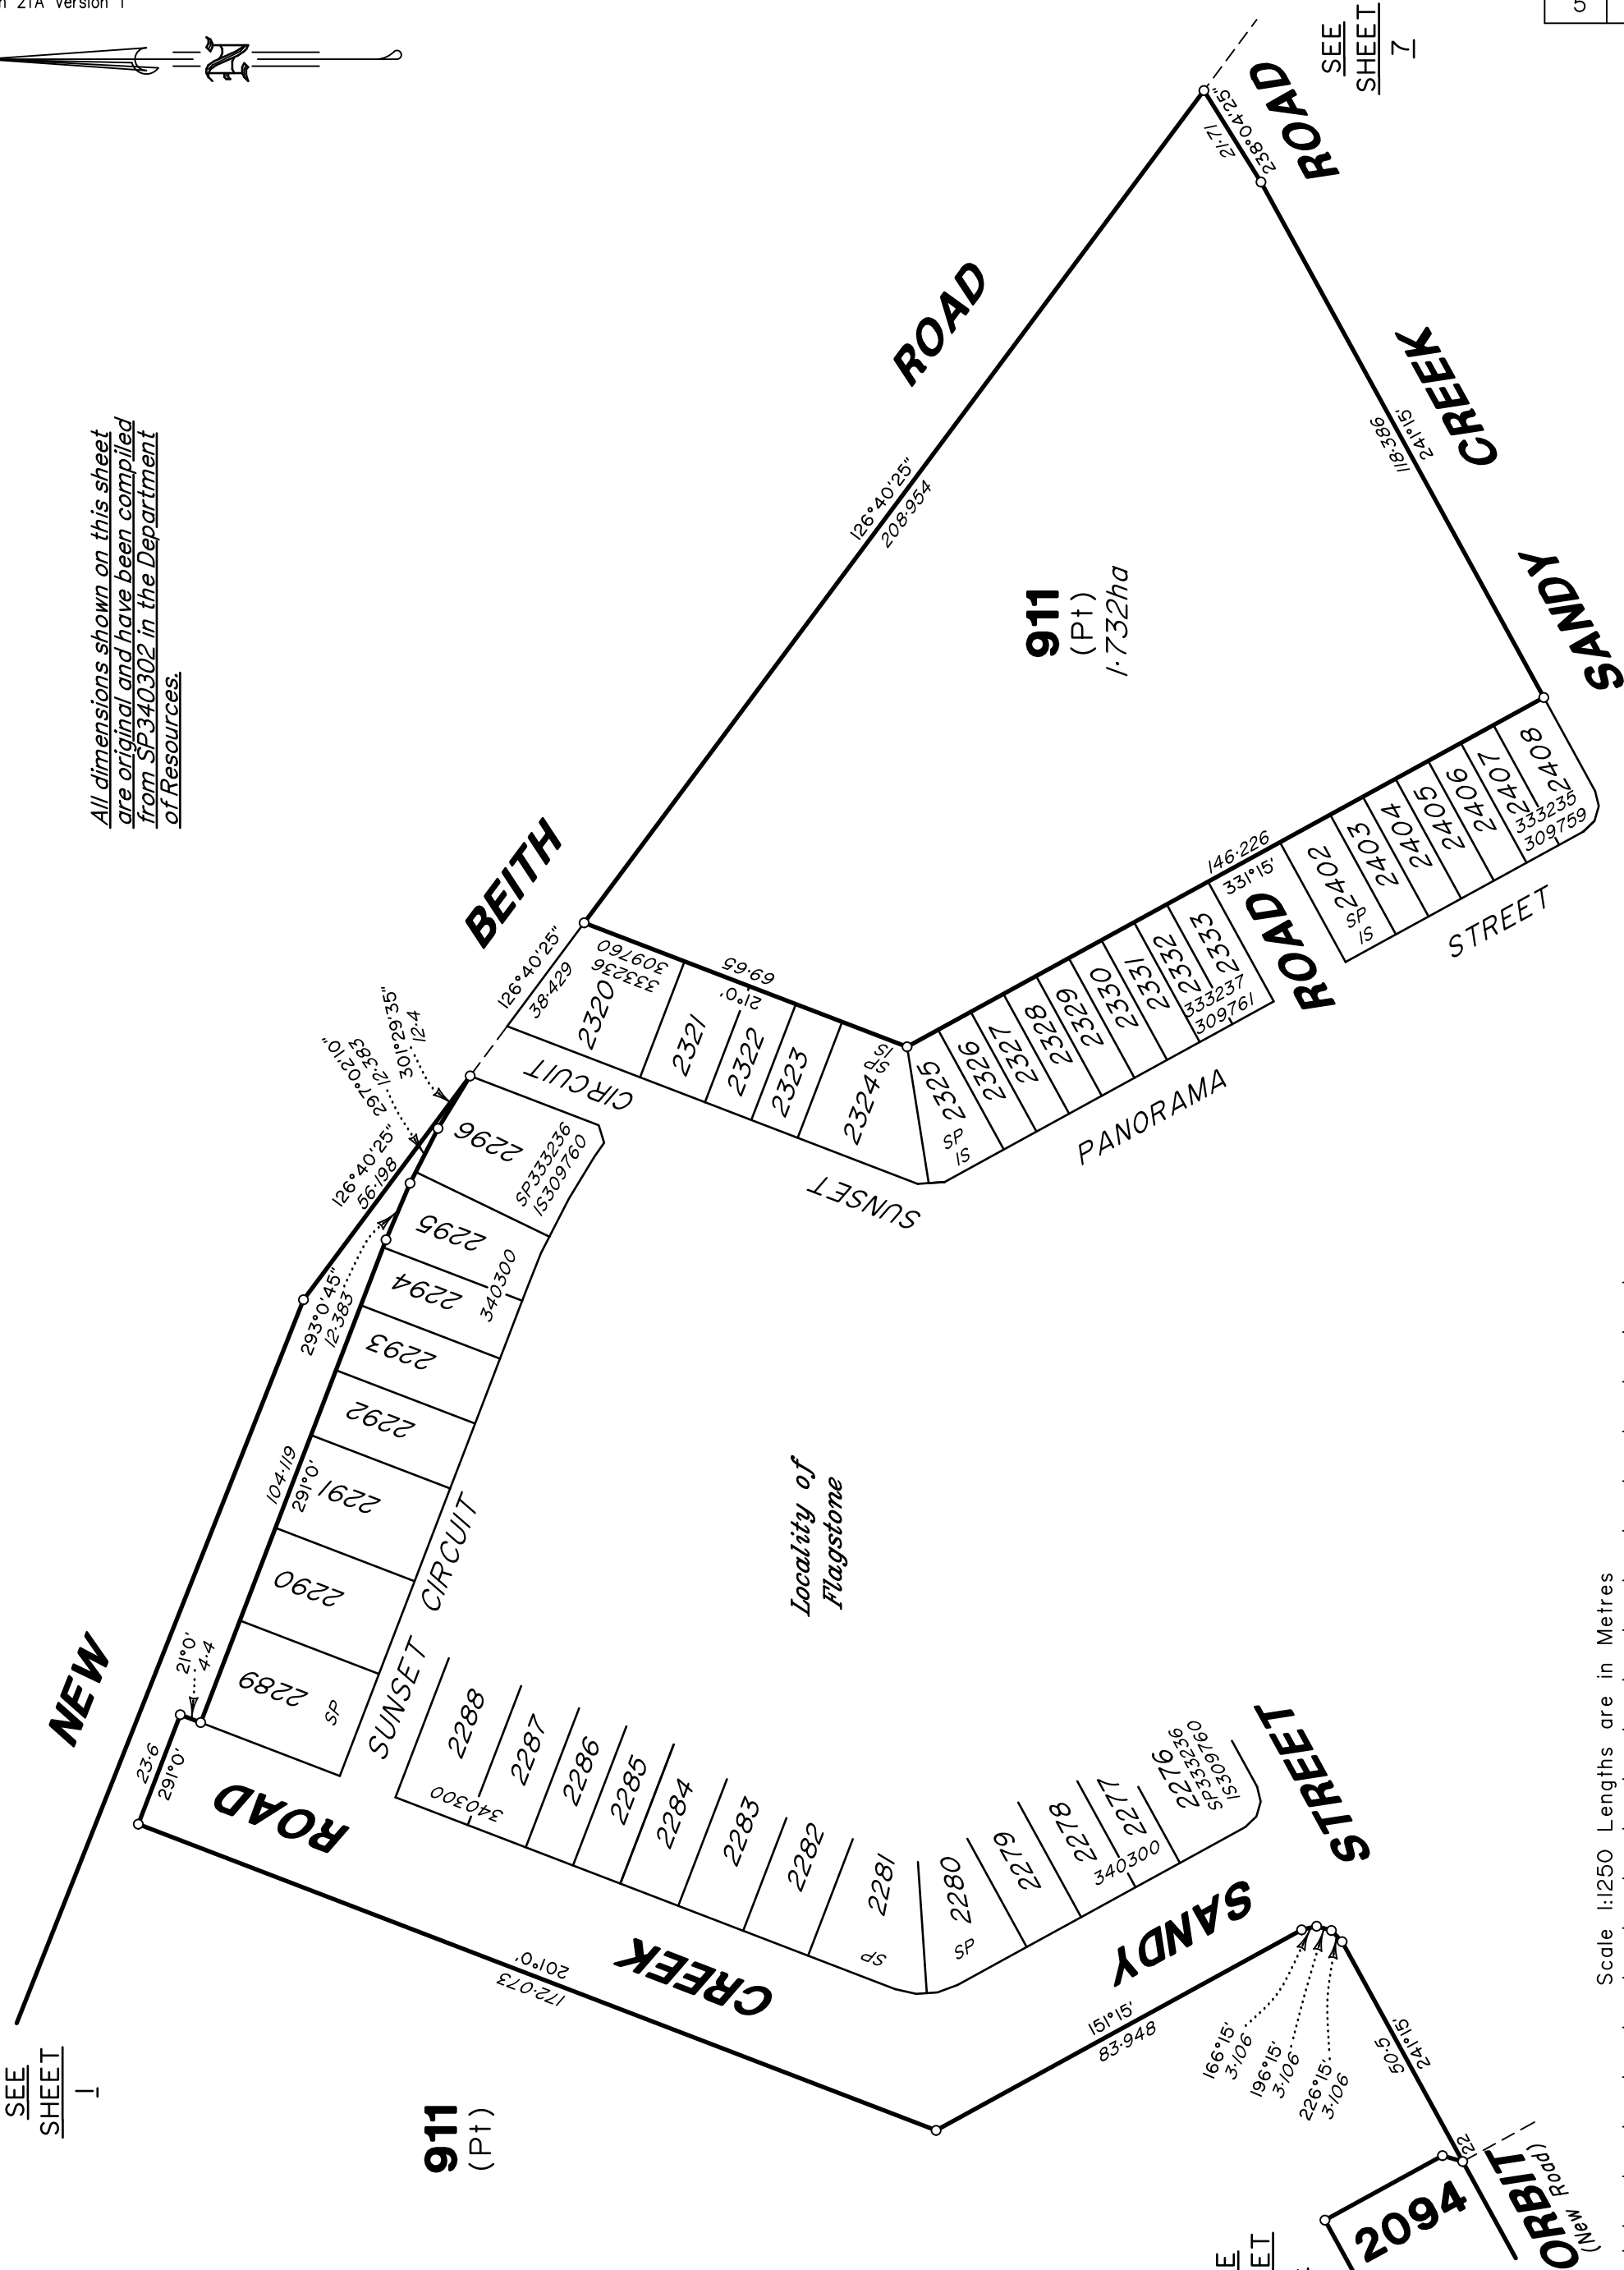 n 21A Version 1
5
N
SEE
SHEET
7
SEE
SHEET
1
All dimensions shown on this sheet
are original and have been compiled
from SP340302 in the Department
of Resources.
NEW
BEITH
ROAD
126°40'25"
208·954
126°40'25"
38·429
126°40'25"
56·198
301°29'35"
12·4
297°02'10"
12·383
293°0'45"
12·383
104·119
291°0'
21°0'
4·4
23·6
291°0'
21·71
238°04'25"
118·386
241°15'
SANDY
CREEK
ROAD
911
(Pt)
1·732ha
69·65
21°0'
146·226
331°15'
2320
333236
309760
2321
2322
2323
2324
SP
IS
2325
SP
IS
2326
2327
2328
2329
2330
2331
2332
2333
333237
309761
ROAD
2402
SP
IS
2403
2404
2405
2406
2407
2408
333235
309759
SUNSET
CIRCUIT
PANORAMA
STREET
2296
SP333236
IS309760
2295
2294
340300
2293
2292
2291
2290
2289
SP
SUNSET CIRCUIT
2288
340300
2287
2286
2285
2284
2283
2282
2281
SP
2280
SP
2279
2278
2277
340300
2276
SP333236
IS309760
Locality of
Flagstone
SANDY
CREEK
ROAD
STREET
172·073
201°0'
911
(Pt)
151°15'
83·948
166°15'
3·106
196°15'
3·106
226°15'
3·106
50·5
241°15'
22
2094
ORBIT
(New Road)
Scale 1:1250 Lengths are in Metres